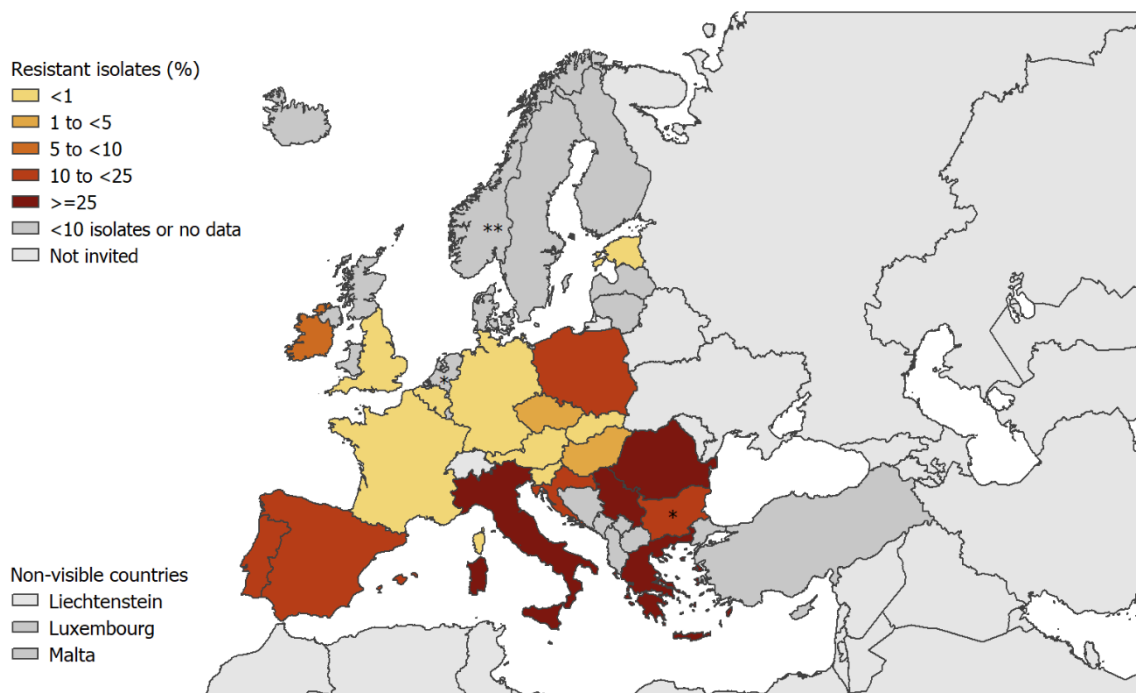 Resistant isolates (%)
<1
1 to <5
5 to <10
10 to <25
>=25
<10 isolates or no data
Not invited
**
*
*
Non-visible countries
Liechtenstein
Luxembourg
Malta